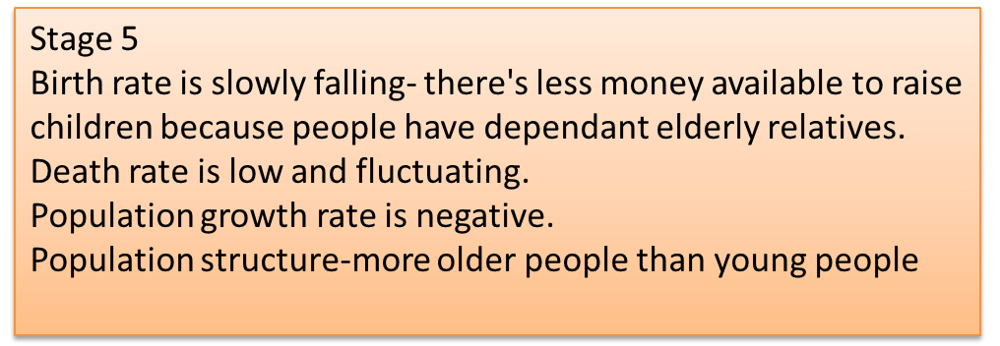 Stage 5
Birth rate is slowly falling- there's less money available to raise
children because people have dependant elderly relatives.
Death rate is low and fluctuating.
Population growth rate is negative.
Population structure-more older people than young people